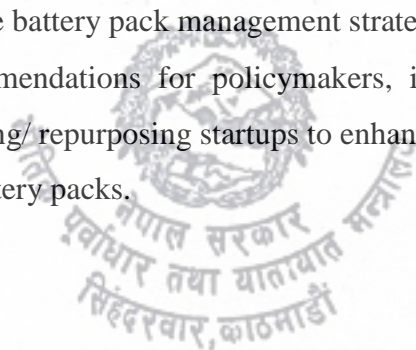 e battery pack management strate
mendations for policymakers, i
ng/ repurposing startups to enhan
ttery packs.
नेपाल सरकार
पूर्वाधार तथा यातायात मन्त्रालय
सिंहदरबार, काठमाडौं